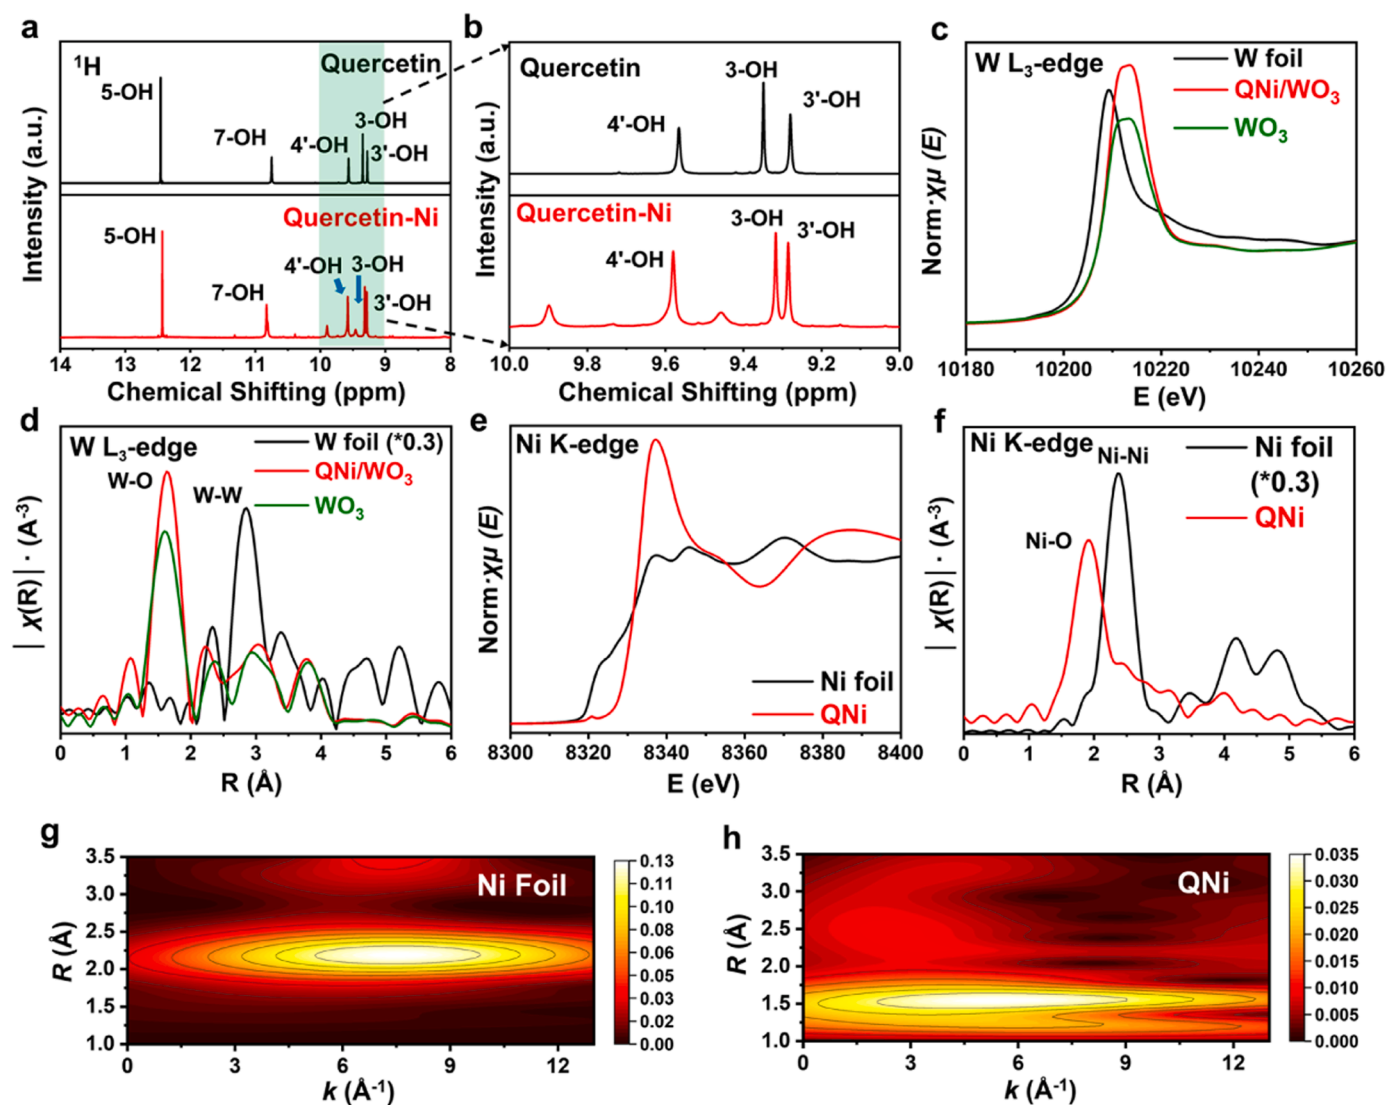 a
¹H
Quercetin
5-OH
7-OH
4'-OH
3-OH
3'-OH
Quercetin-Ni
5-OH
7-OH
4'-OH
3-OH
3'-OH
Intensity (a.u.)
14 13 12 11 10 9 8
Chemical Shifting (ppm)
b
Quercetin
4'-OH
3-OH
3'-OH
Quercetin-Ni
4'-OH
3-OH
3'-OH
Intensity (a.u.)
10.0 9.8 9.6 9.4 9.2 9.0
Chemical Shifting (ppm)
c
W L₃-edge
W foil
QNi/WO₃
WO₃
Norm·χμ (E)
10180 10200 10220 10240 10260
E (eV)
d
W L₃-edge
W foil (*0.3)
QNi/WO₃
WO₃
W-O
W-W
| χ(R)| · (A⁻³)
0 1 2 3 4 5 6
R (Å)
e
Ni K-edge
Ni foil
QNi
Norm·χμ (E)
8300 8320 8340 8360 8380 8400
E (eV)
f
Ni K-edge
Ni-Ni
Ni-O
Ni foil
(*0.3)
QNi
| χ(R)| · (A⁻³)
0 1 2 3 4 5 6
R (Å)
g
Ni Foil
R (Å)
3.5
3.0
2.5
2.0
1.5
1.0
0 3 6 9 12
k (Å⁻¹)
0.13
0.11
0.10
0.08
0.06
0.05
0.03
0.02
0.00
h
QNi
R (Å)
3.5
3.0
2.5
2.0
1.5
1.0
0 3 6 9 12
k (Å⁻¹)
0.035
0.030
0.025
0.020
0.015
0.010
0.005
0.000